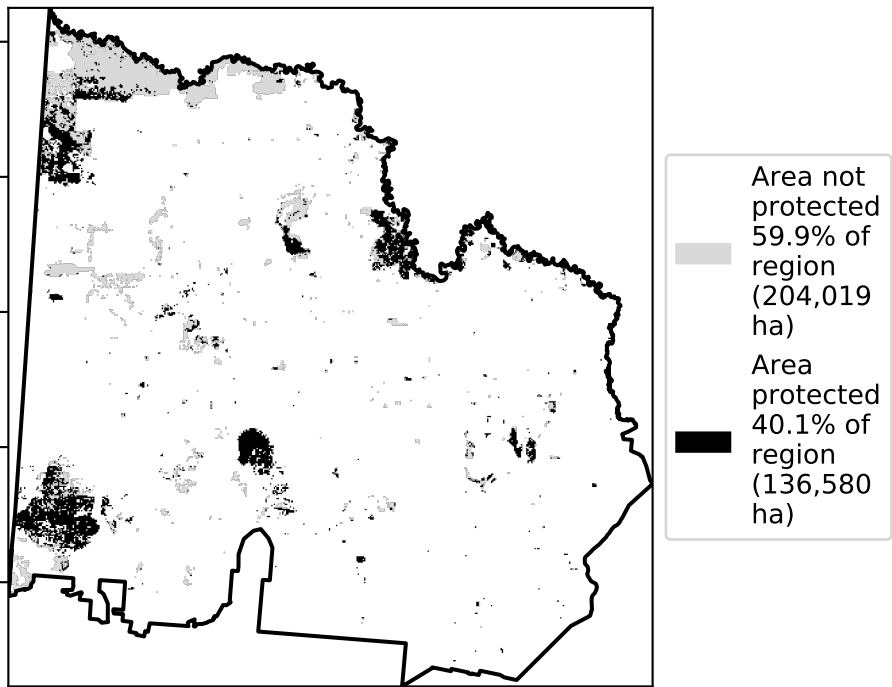 Area not
protected
59.9% of
region
(204,019
ha)
Area
protected
40.1% of
region
(136,580
ha)